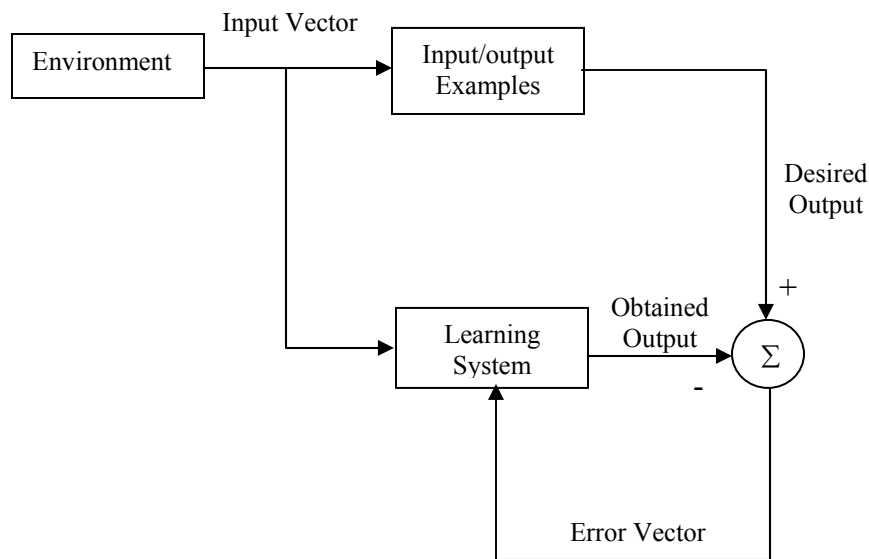 Input Vector
Environment
Input/output
Examples
Desired
Output
+
Obtained
Output
Learning
System
Σ
-
Error Vector